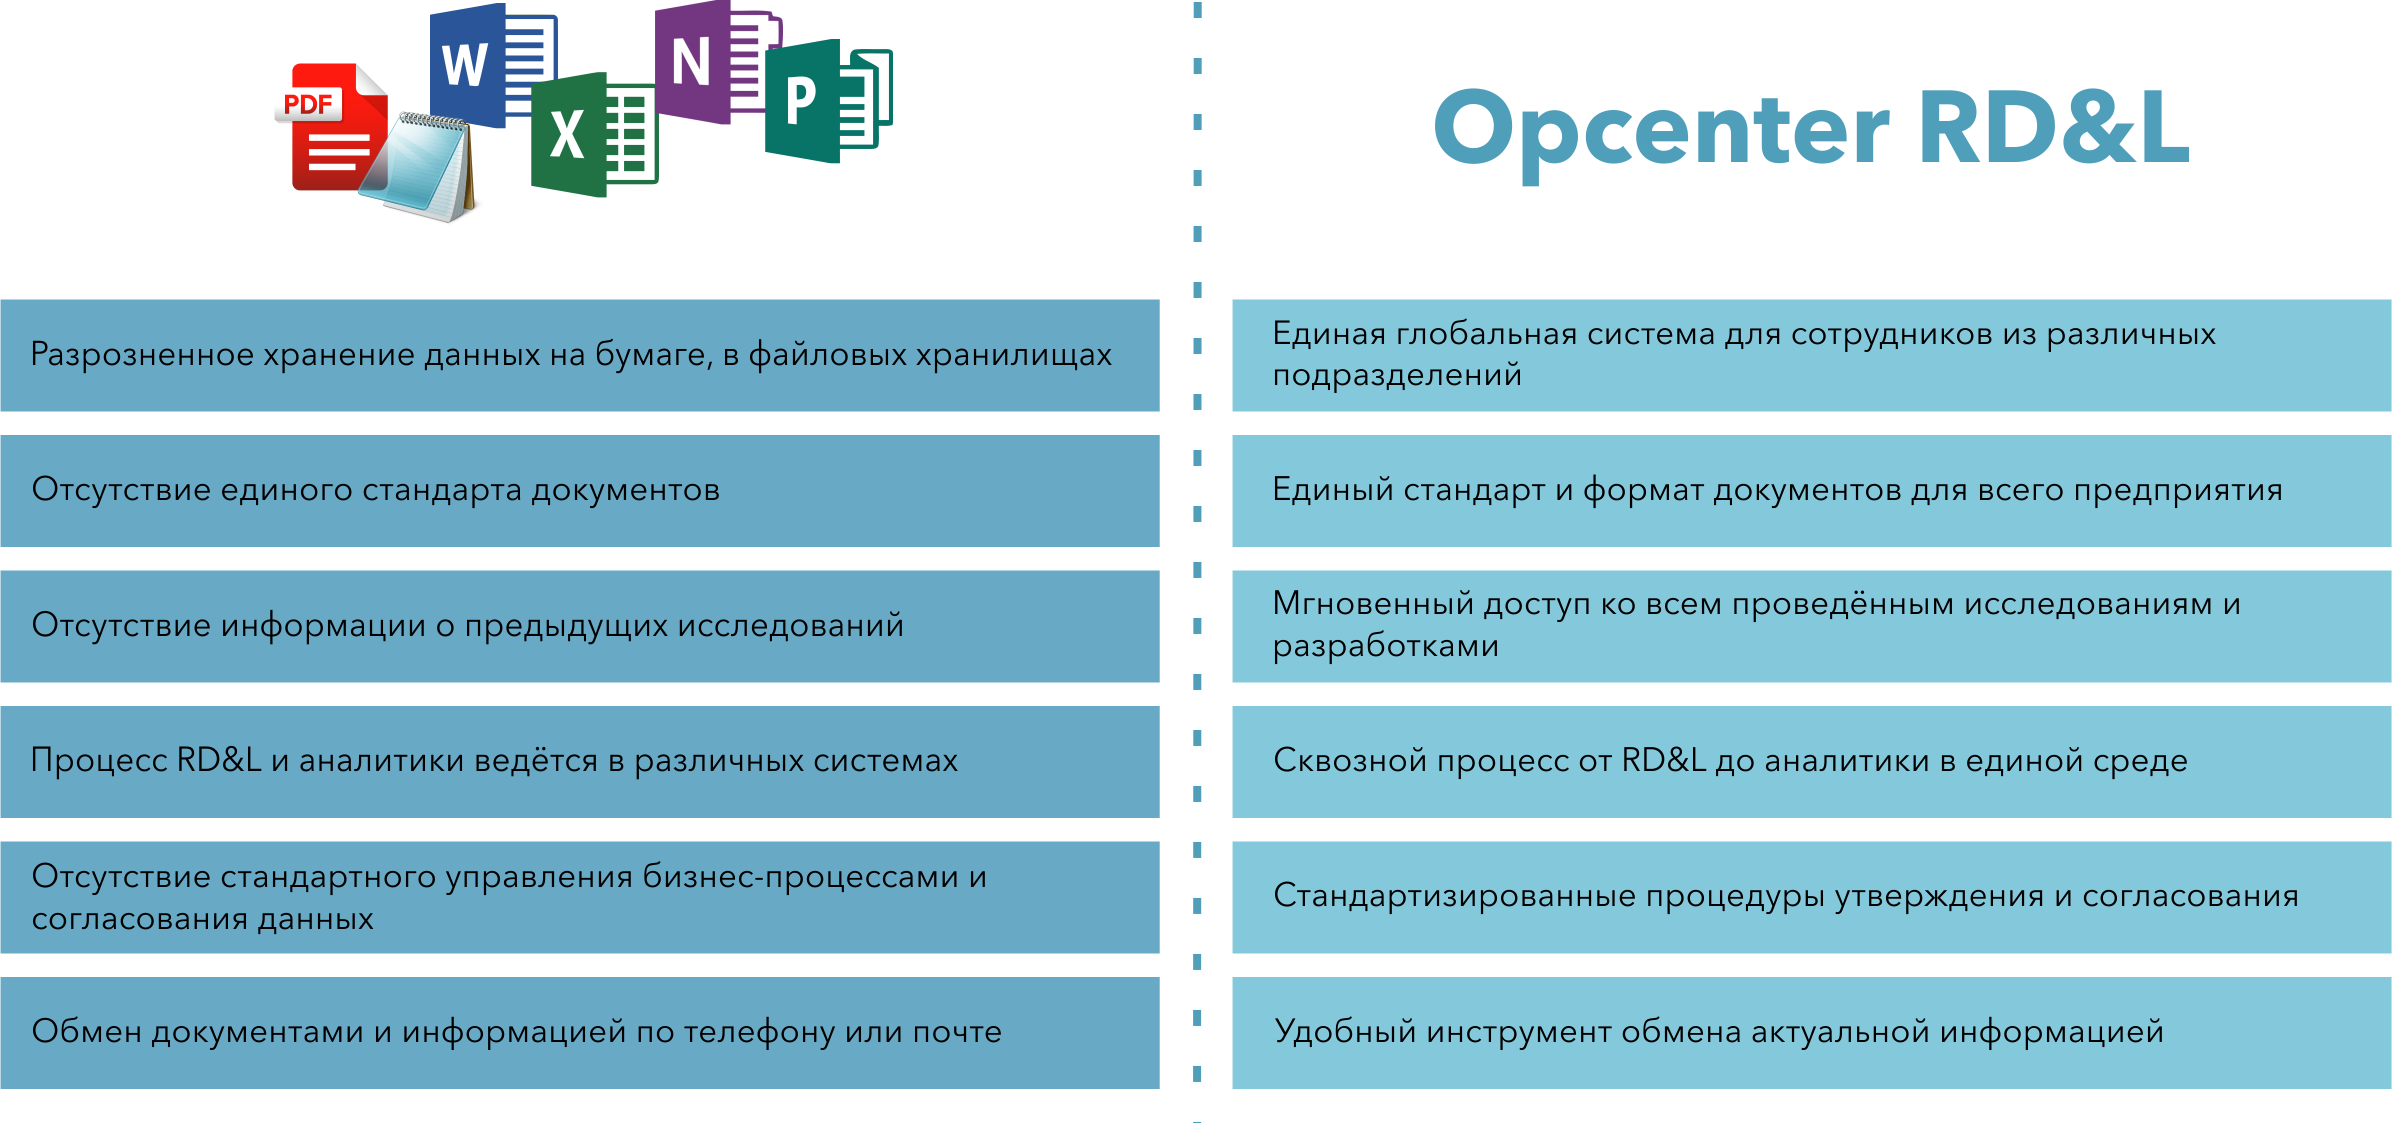 PDF
W
X
N
P
Opcenter RD&L
Разрозненное хранение данных на бумаге, в файловых хранилищах
Единая глобальная система для сотрудников из различных
подразделений
Отсутствие единого стандарта документов
Единый стандарт и формат документов для всего предприятия
Отсутствие информации о предыдущих исследований
Мгновенный доступ ко всем проведённым исследованиям и
разработками
Процесс RD&L и аналитики ведётся в различных системах
Сквозной процесс от RD&L до аналитики в единой среде
Отсутствие стандартного управления бизнес-процессами и
согласования данных
Стандартизированные процедуры утверждения и согласования
Обмен документами и информацией по телефону или почте
Удобный инструмент обмена актуальной информацией